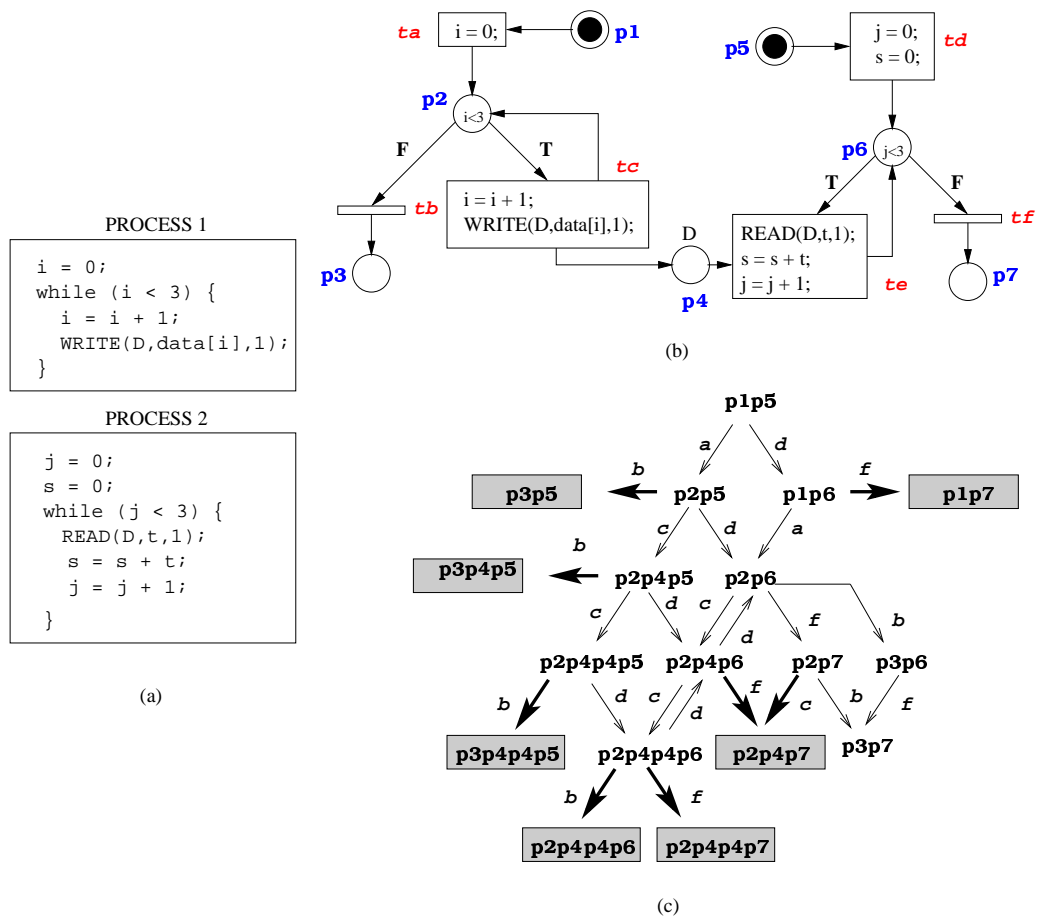 PROCESS 1
i = 0;
while (i < 3) {
i = i + 1;
WRITE(D,data[i],1);
}
PROCESS 2
j = 0;
s = 0;
while (j < 3) {
READ(D,t,1);
s = s + t;
j = j + 1;
}
(a)
ta
i = 0;
p1
p2
i<3
F
T
tc
tb
i = i + 1;
WRITE(D,data[i],1);
p3
D
p4
p5
j = 0;
s = 0;
td
p6
j<3
T
F
READ(D,t,1);
s = s + t;
j = j + 1;
te
tf
p7
(b)
p1p5
a
d
p3p5
b
p2p5
p1p6
f
p1p7
c
d
a
p3p4p5
b
p2p4p5
p2p6
c
d
c
d
f
b
p2p4p4p5
p2p4p6
p2p7
p3p6
b
d
c
d
f
c
b
f
p3p4p4p5
p2p4p4p6
p2p4p7
p3p7
b
f
p2p4p4p6
p2p4p4p7
(c)